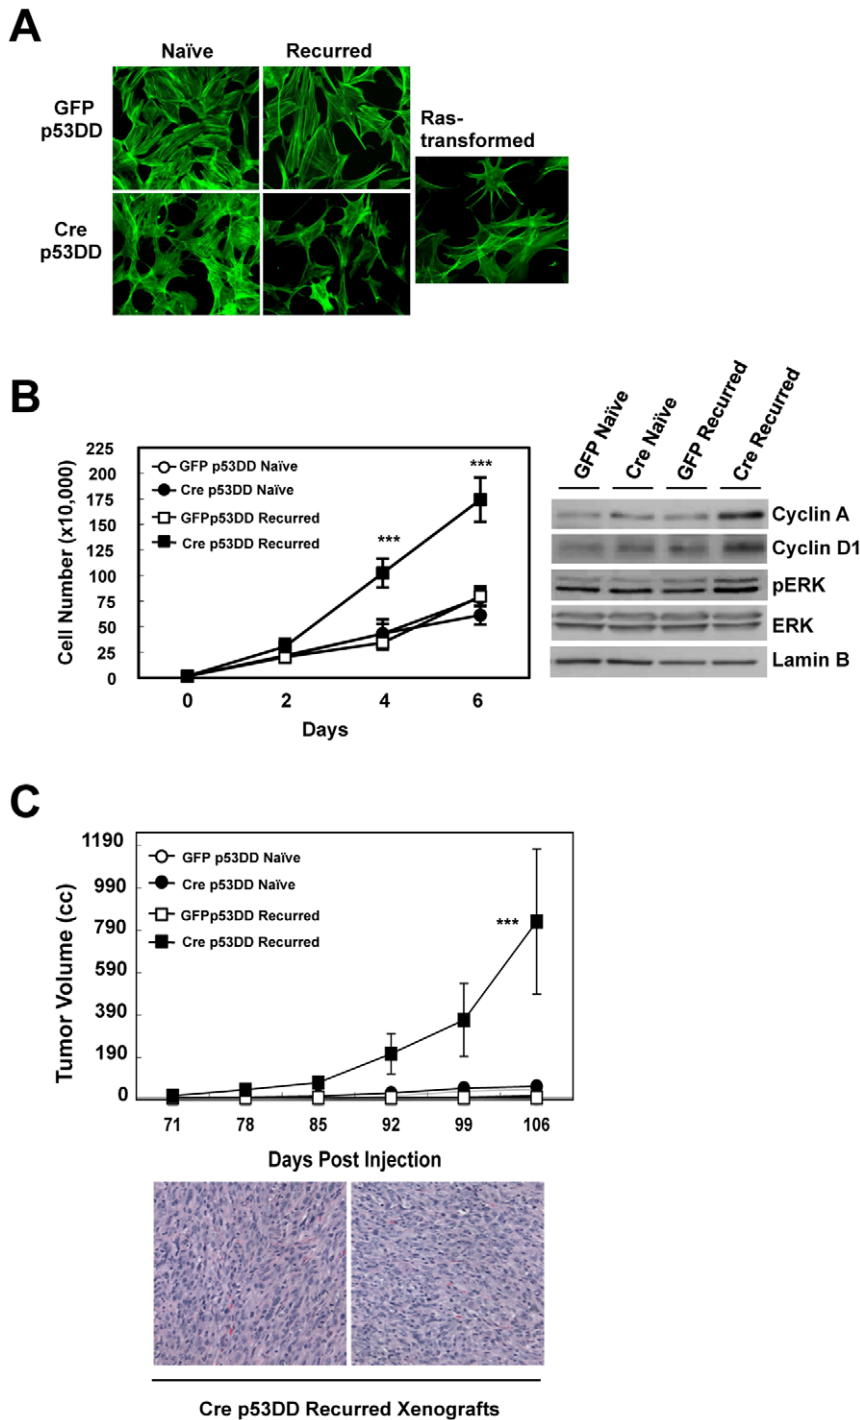 A
Naïve
Recurred
GFP
p53DD
Ras-
transformed
Cre
p53DD
B
Cell Number (x10,000)
225
200
175
150
125
100
75
50
25
0
GFP p53DD Naïve
Cre p53DD Naïve
GFPp53DD Recurred
Cre p53DD Recurred
***
***
0 2 4 6
Days
GFP Naïve
Cre Naïve
GFP Recurred
Cre Recurred
Cyclin A
Cyclin D1
pERK
ERK
Lamin B
C
Tumor Volume (cc)
1190
990
790
590
390
190
0
GFP p53DD Naïve
Cre p53DD Naïve
GFPp53DD Recurred
Cre p53DD Recurred
***
71 78 85 92 99 106
Days Post Injection
Cre p53DD Recurred Xenografts